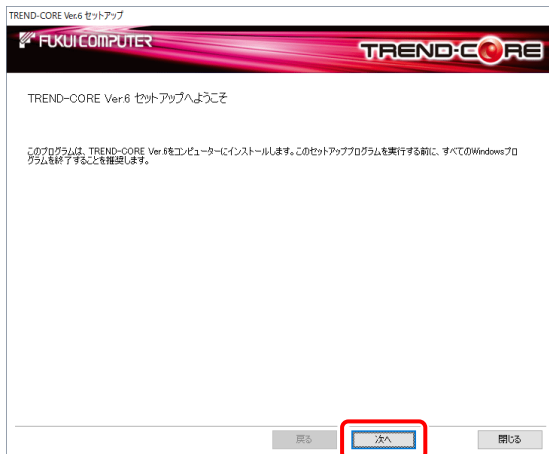 TREND-CORE Ver.6 セットアップ
FUKUI COMPUTER
TREND-CORE
TREND-CORE Ver.6 セットアップへようこそ
このプログラムは、TREND-CORE Ver.6をコンピューターにインストールします。このセットアッププログラムを実行する前に、すべてのWindowsプロ
グラムを終了することを推奨します。
戻る
次へ
閉じる